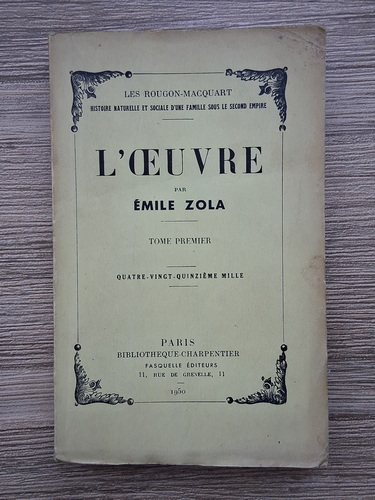 LES ROUGON-MACQUART
HISTOIRE NATURELLE ET SOCIALE D'UNE FAMILLE SOUS LE SECOND EMPIRE
L'ŒUVRE
PAR
ÉMILE ZOLA
TOME PREMIER
QUATRE-VINGT-QUINZIÈME MILLE
PARIS
BIBLIOTHÈQUE-CHARPENTIER
FASQUELLE ÉDITEURS
11, RUE DE GRENELLE, 11
1930